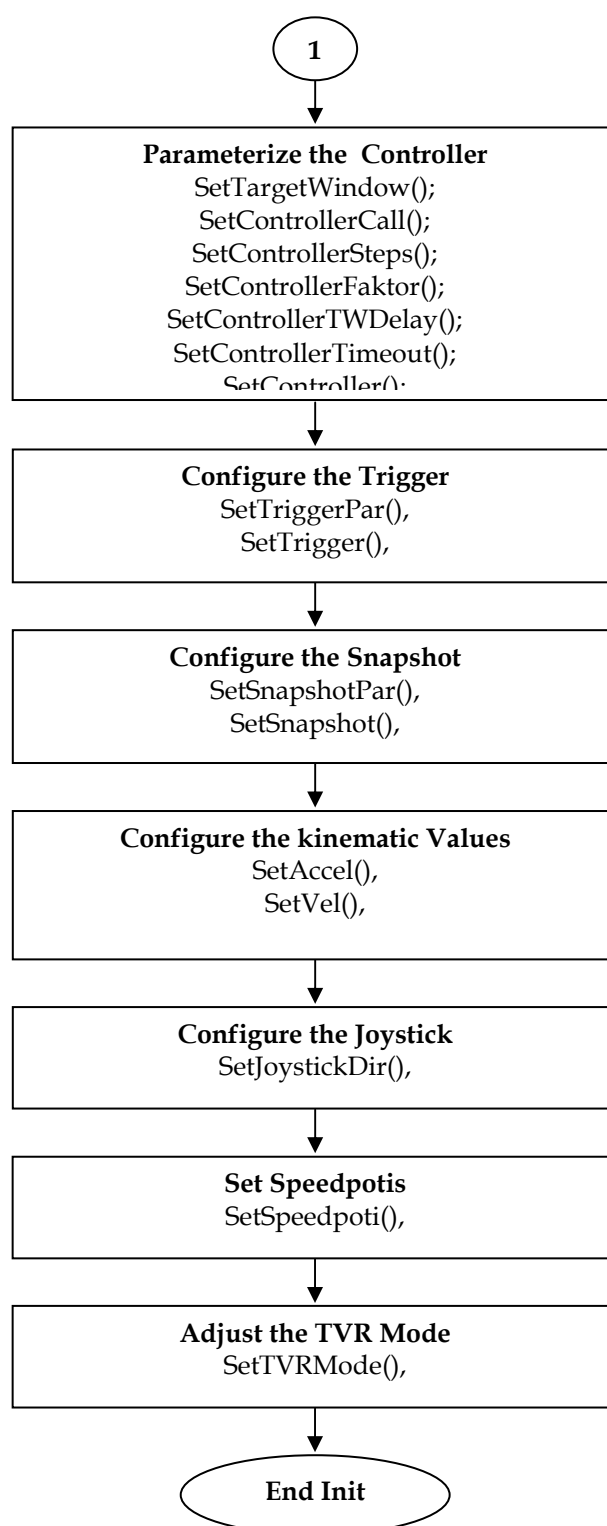 1
Parameterize the Controller
SetTargetWindow();
SetControllerCall();
SetControllerSteps();
SetControllerFaktor();
SetControllerTWDelay();
SetControllerTimeout();
SetController();
Configure the Trigger
SetTriggerPar(),
SetTrigger(),
Configure the Snapshot
SetSnapshotPar(),
SetSnapshot(),
Configure the kinematic Values
SetAccel(),
SetVel(),
Configure the Joystick
SetJoystickDir(),
Set Speedpotis
SetSpeedpoti(),
Adjust the TVR Mode
SetTVRMode(),
End Init